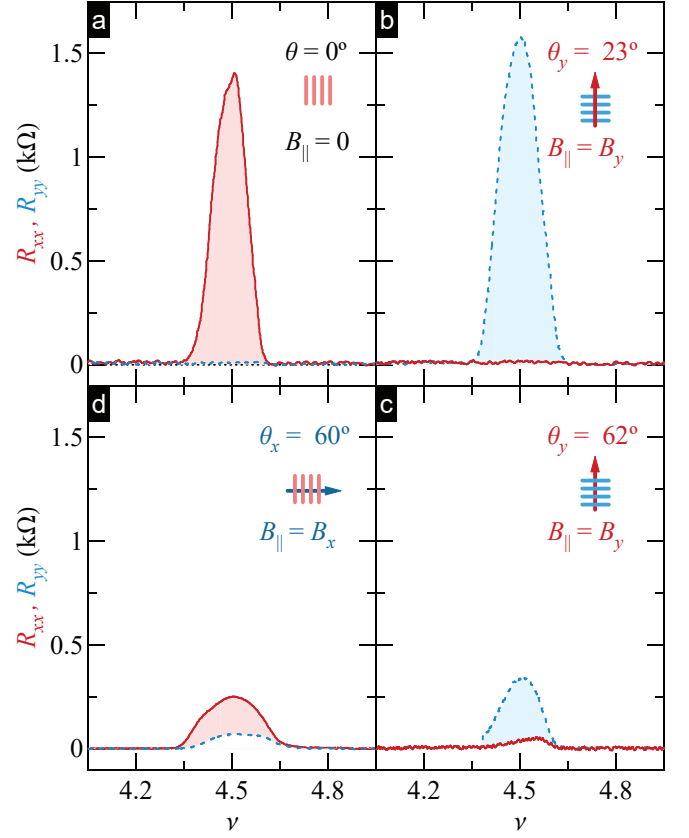 a
θ = 0º
B|| = 0
b
θy = 23º
B|| = By
Rxx, Ryy (kΩ)
1.5
1
0.5
0
d
θx = 60º
B|| = Bx
c
θy = 62º
B|| = By
Rxx, Ryy (kΩ)
1.5
1
0.5
0
4.2 4.5 4.8 4.2 4.5 4.8
ν ν